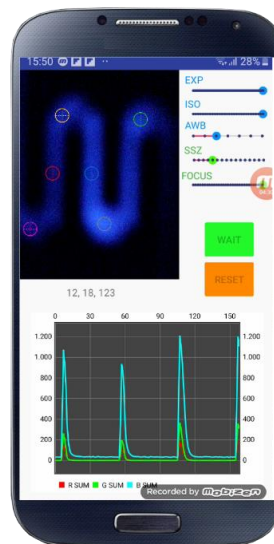 SAMSUNG
15:50 28%
EXP
ISO
AWB
SSZ
FOCUS
WAIT
RESET
12, 18, 123
0 30 60 90 120 150
1.200 1.200
1.000 1.000
800 800
600 600
400 400
200 200
0 0
R SUM G SUM B SUM
Recorded by Mobizen